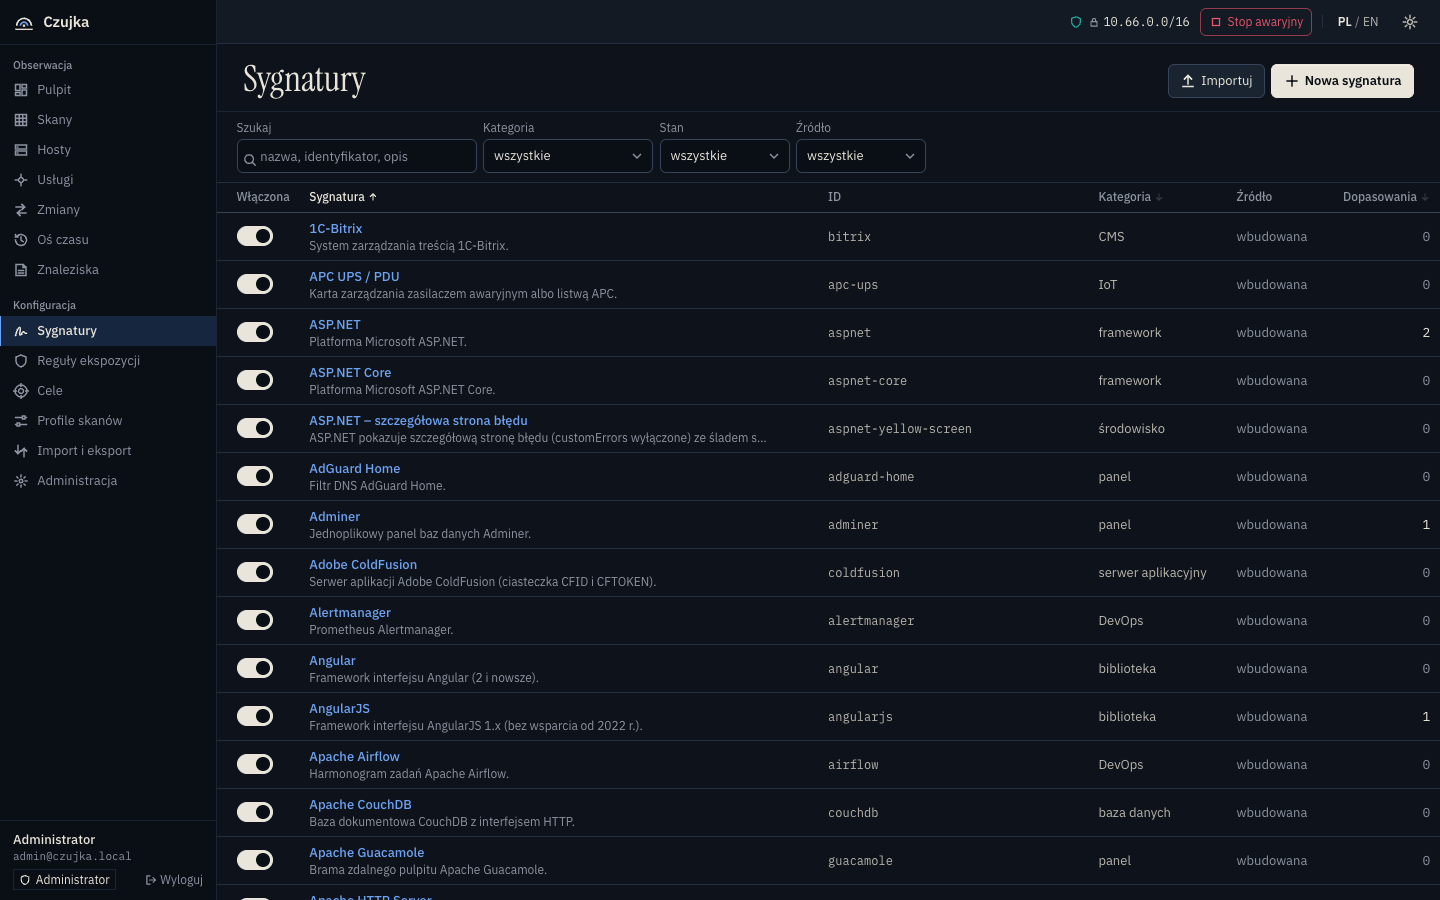 Czujka
10.66.0.0/16
Stop awaryjny
PL / EN
Obserwacja
Pulpit
Skany
Hosty
Usługi
Zmiany
Oś czasu
Znaleziska
Konfiguracja
Sygnatury
Reguły ekspozycji
Cele
Profile skanów
Import i eksport
Administracja
Administrator
admin@czujka.local
Administrator
Wyloguj
Sygnatury
Importuj
Nowa sygnatura
Szukaj Kategoria Stan Źródło
nazwa, identyfikator, opis wszystkie wszystkie wszystkie
Włączona Sygnatura ↑ ID Kategoria ↓ Źródło Dopasowania ↓
1C-Bitrix bitrix CMS wbudowana 0
System zarządzania treścią 1C-Bitrix.
APC UPS / PDU apc-ups IoT wbudowana 0
Karta zarządzania zasilaczem awaryjnym albo listwą APC.
ASP.NET aspnet framework wbudowana 2
Platforma Microsoft ASP.NET.
ASP.NET Core aspnet-core framework wbudowana 0
Platforma Microsoft ASP.NET Core.
ASP.NET – szczegółowa strona błędu aspnet-yellow-screen środowisko wbudowana 0
ASP.NET pokazuje szczegółową stronę błędu (customErrors wyłączone) ze śladem s...
AdGuard Home adguard-home panel wbudowana 0
Filtr DNS AdGuard Home.
Adminer adminer panel wbudowana 1
Jednoplikowy panel baz danych Adminer.
Adobe ColdFusion coldfusion serwer aplikacyjny wbudowana 0
Serwer aplikacji Adobe ColdFusion (ciasteczka CFID i CFTOKEN).
Alertmanager alertmanager DevOps wbudowana 0
Prometheus Alertmanager.
Angular angular biblioteka wbudowana 0
Framework interfejsu Angular (2 i nowsze).
AngularJS angularjs biblioteka wbudowana 1
Framework interfejsu AngularJS 1.x (bez wsparcia od 2022 r.).
Apache Airflow airflow DevOps wbudowana 0
Harmonogram zadań Apache Airflow.
Apache CouchDB couchdb baza danych wbudowana 0
Baza dokumentowa CouchDB z interfejsem HTTP.
Apache Guacamole guacamole panel wbudowana 0
Brama zdalnego pulpitu Apache Guacamole.
Apache HTTP Server